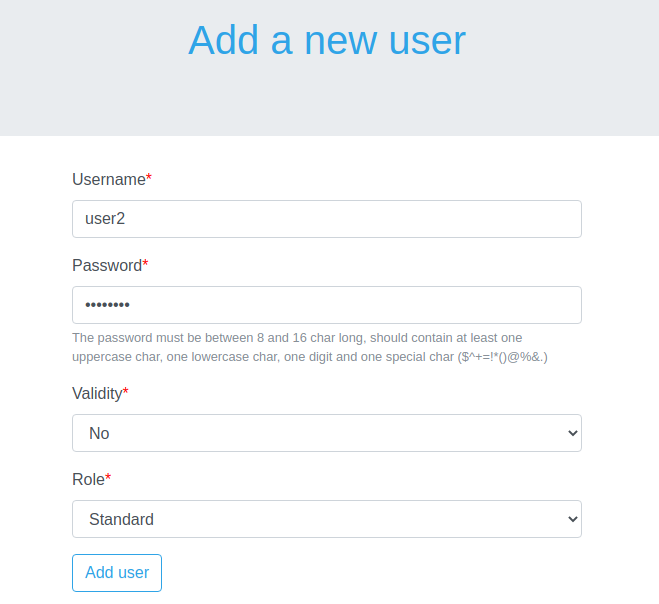 Add a new user
Username*
user2
Password*
••••••••
The password must be between 8 and 16 char long, should contain at least one
uppercase char, one lowercase char, one digit and one special char ($^+=!*()@%&.)
Validity*
No
Role*
Standard
Add user